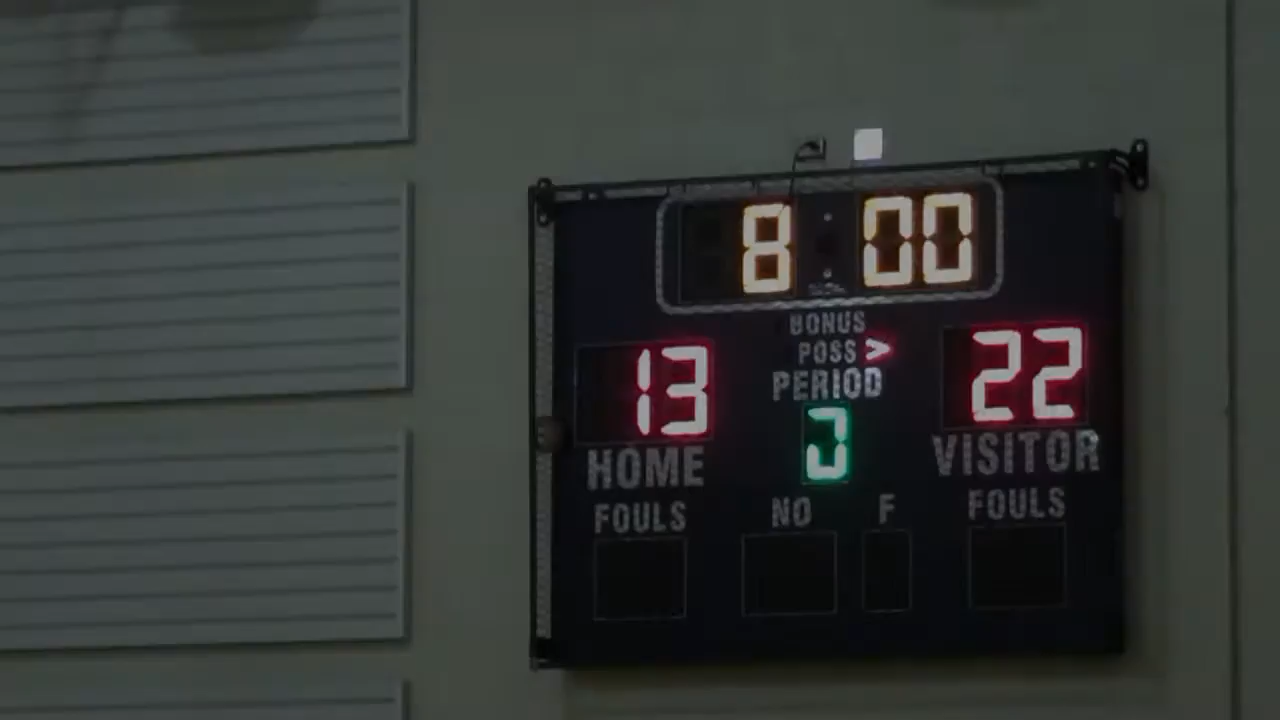 8:00
BONUS
POSS >
13 PERIOD 22
HOME VISITOR
FOULS NO F FOULS